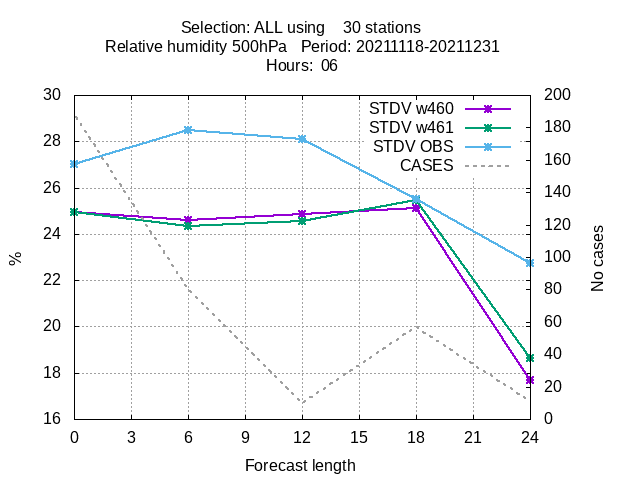 Selection: ALL using    30 stations
Relative humidity 500hPa   Period: 20211118-20211231
Hours:  06
STDV w460
STDV w461
STDV OBS
CASES
30
28
26
24
22
20
18
16
%
200
180
160
140
120
100
80
60
40
20
0
No cases
0 3 6 9 12 15 18 21 24
Forecast length